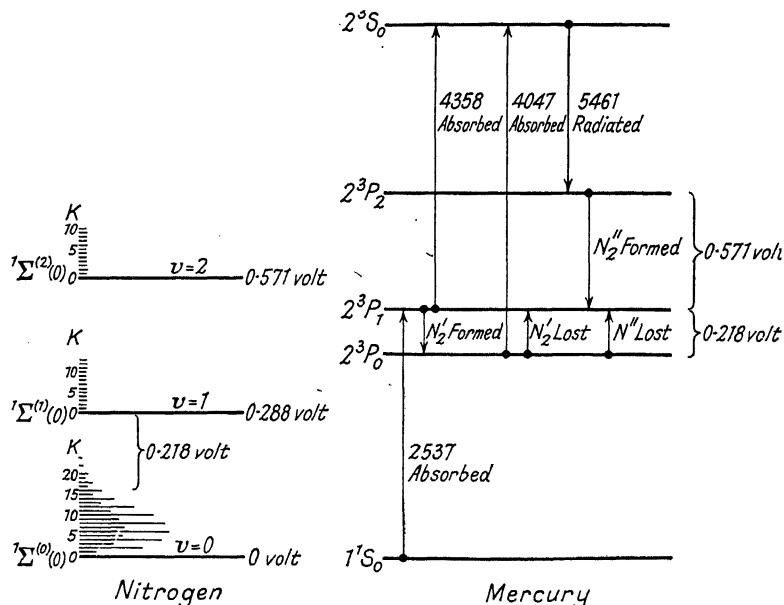 2³S₀
4358
Absorbed
4047
Absorbed
5461
Radiated
2³P₂
K
10
5
0
¹Σ⁽²⁾(0)
v=2
0·571 volt
N₂″ Formed
0·571 volt
2³P₁
N₂′ Formed
N₂′ Lost
N″ Lost
0·218 volt
2³P₀
10
5
0
¹Σ⁽¹⁾(0)
v=1
0·288 volt
K
0·218 volt
20
15
10
5
0
¹Σ⁽⁰⁾(0)
v=0
0 volt
2537
Absorbed
1¹S₀
Nitrogen
Mercury